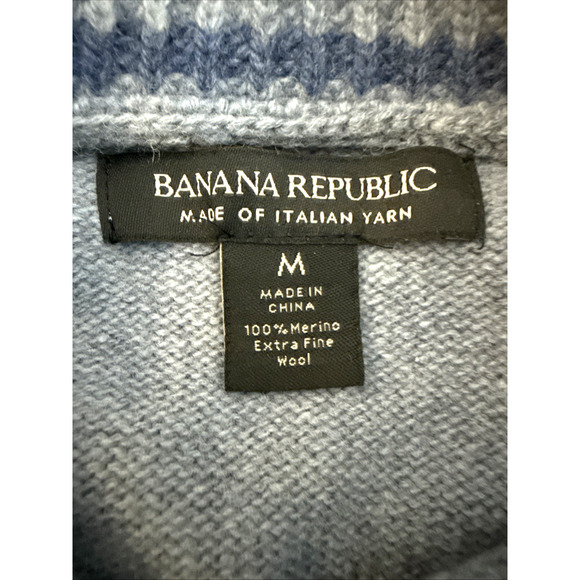 BANANA REPUBLIC
MADE OF ITALIAN YARN
M
MADE IN
CHINA
100% Merino
Extra Fine
Wool